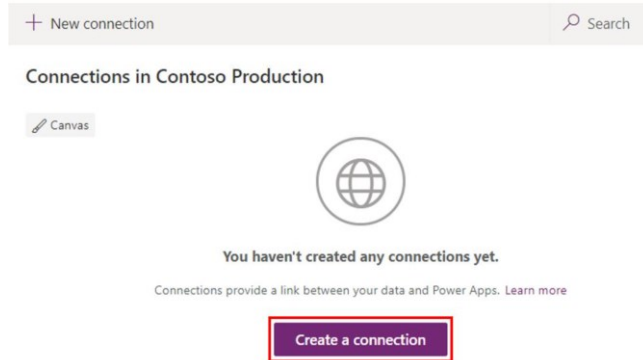 New connection
Search
Connections in Contoso Production
Canvas
You haven't created any connections yet.
Connections provide a link between your data and Power Apps. Learn more
Create a connection